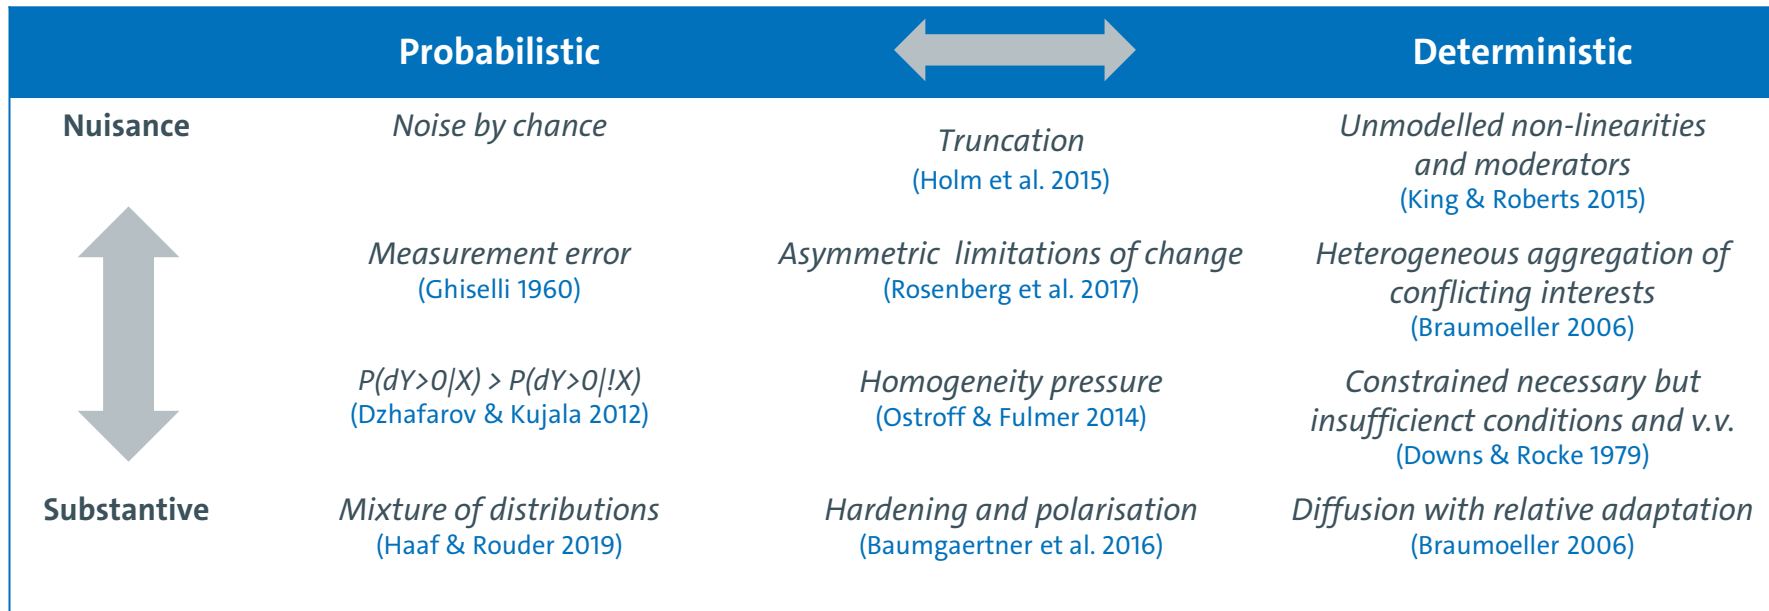 Probabilistic
Deterministic
Nuisance
Noise by chance
Truncation
(Holm et al. 2015)
Unmodelled non-linearities
and moderators
(King & Roberts 2015)
Measurement error
(Ghiselli 1960)
Asymmetric limitations of change
(Rosenberg et al. 2017)
Heterogeneous aggregation of
conflicting interests
(Braumoeller 2006)
P(dY>0|X) > P(dY>0|!X)
(Dzhafarov & Kujala 2012)
Homogeneity pressure
(Ostroff & Fulmer 2014)
Constrained necessary but
insufficienct conditions and v.v.
(Downs & Rocke 1979)
Substantive
Mixture of distributions
(Haaf & Rouder 2019)
Hardening and polarisation
(Baumgaertner et al. 2016)
Diffusion with relative adaptation
(Braumoeller 2006)